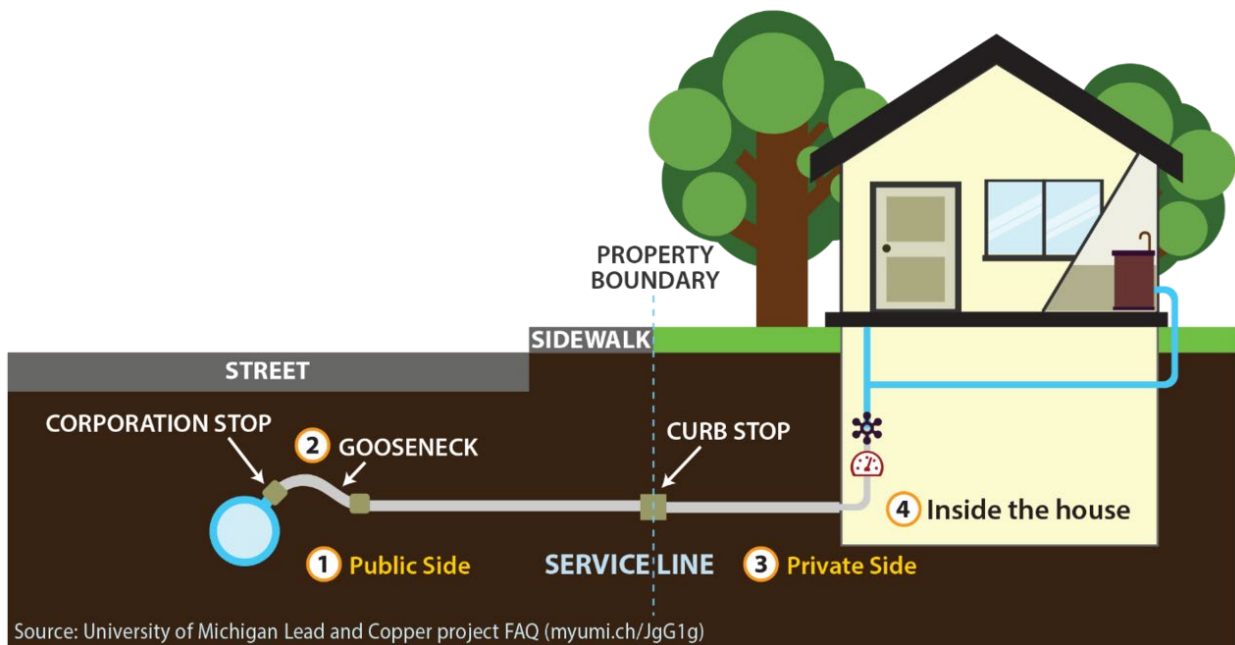 PROPERTY
BOUNDARY
SIDEWALK
STREET
CORPORATION STOP
2 GOOSENECK
CURB STOP
4 Inside the house
1 Public Side
SERVICE LINE
3 Private Side
Source: University of Michigan Lead and Copper project FAQ (myumi.ch/JgG1g)